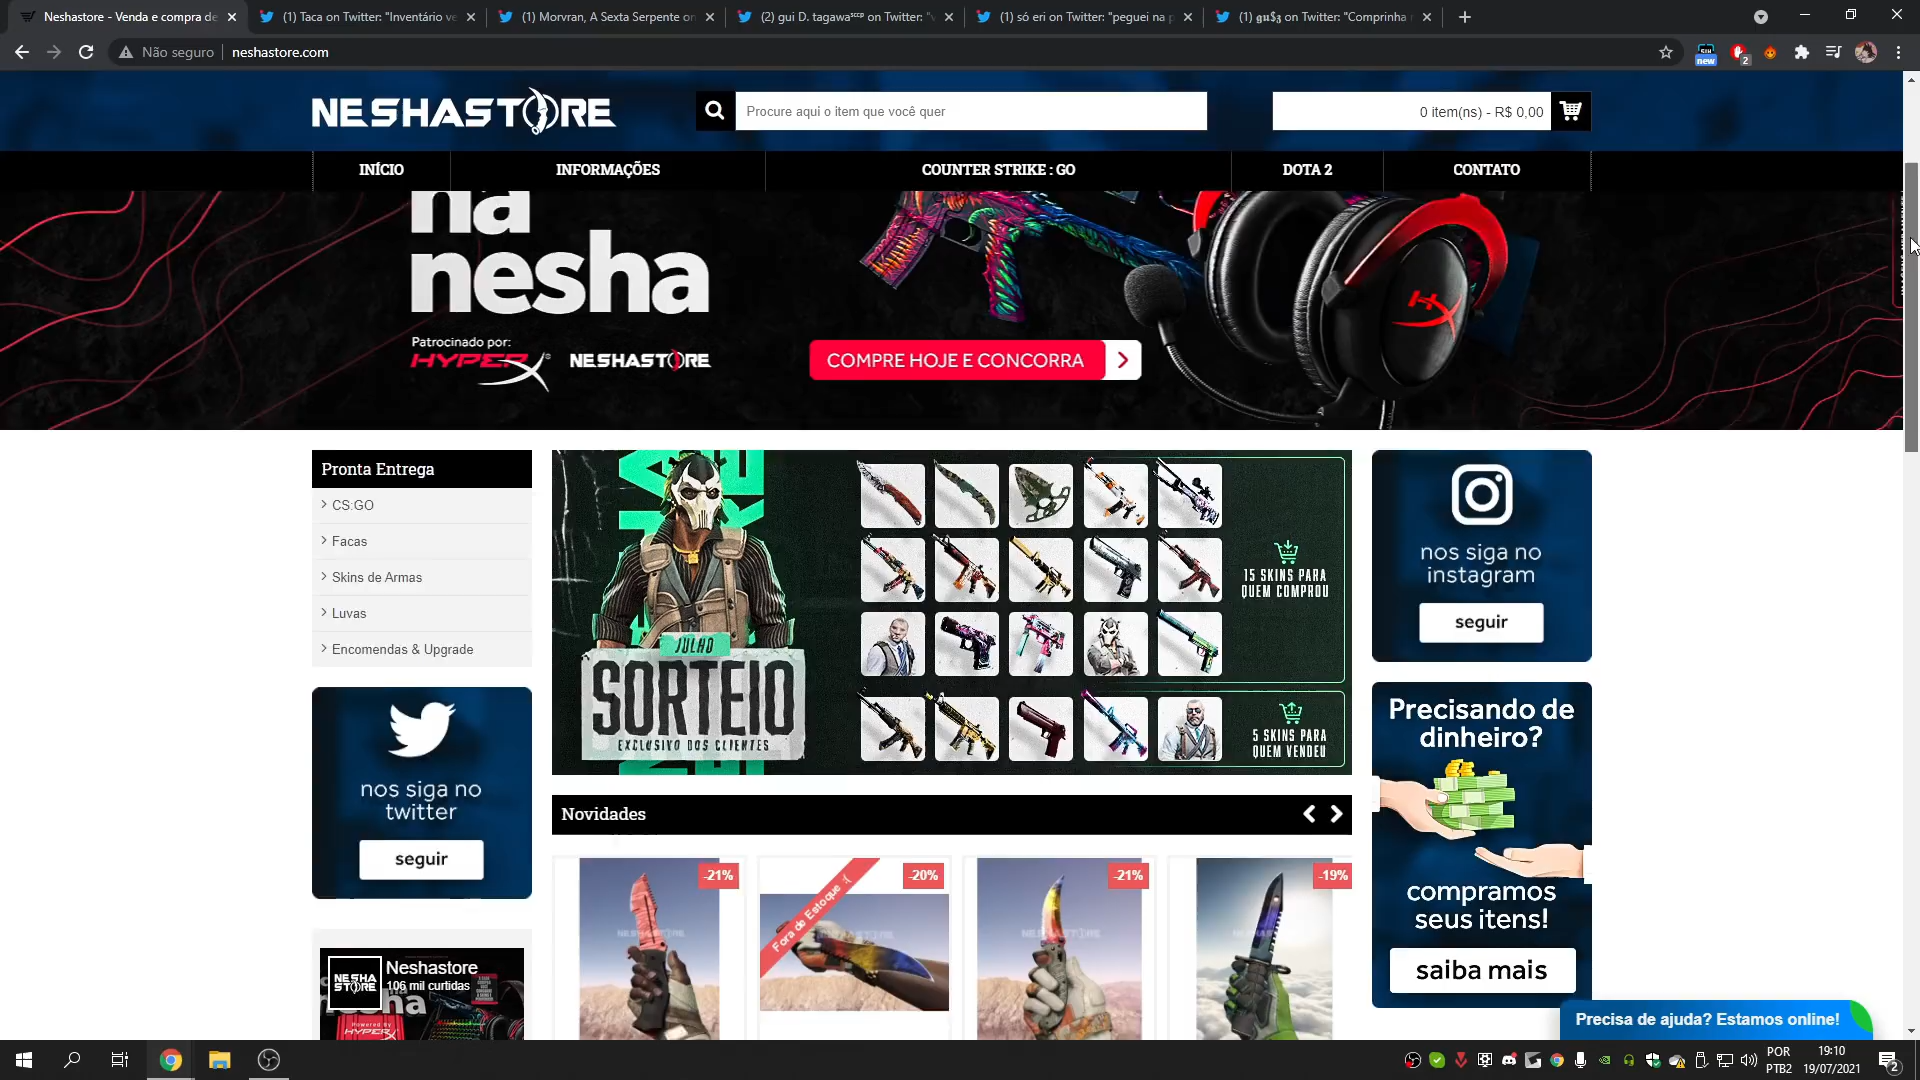 Neshastore - Venda e compra de
(1) Taca on Twitter: "Inventário ve
(1) Morvran, A Sexta Serpente on
(2) gui D. tagawaˢᶜᶜᵖ on Twitter: "v
(1) só eri on Twitter: "peguei na p
(1) 𝖌𝖚$𝖟 on Twitter: "Comprinha
Não seguro
neshastore.com
new
2
NESHASTORE
Procure aqui o item que você quer
0 item(ns) - R$ 0,00
INÍCIO
INFORMAÇÕES
COUNTER STRIKE : GO
DOTA 2
CONTATO
na
nesha
Patrocinado por:
HYPERX
NESHASTORE
COMPRE HOJE E CONCORRA
Pronta Entrega
CS:GO
Facas
Skins de Armas
Luvas
Encomendas & Upgrade
JULHO
SORTEIO
EXCLUSIVO DOS CLIENTES
15 SKINS PARA
QUEM COMPROU
5 SKINS PARA
QUEM VENDEU
nos siga no
instagram
seguir
nos siga no
twitter
seguir
Precisando de
dinheiro?
compramos
seus itens!
saiba mais
Novidades
-21%
Fora de Estoque :(
-20%
-21%
-19%
NESHA
STORE
Neshastore
106 mil curtidas
Precisa de ajuda? Estamos online!
POR
PTB2
19:10
19/07/2021
2